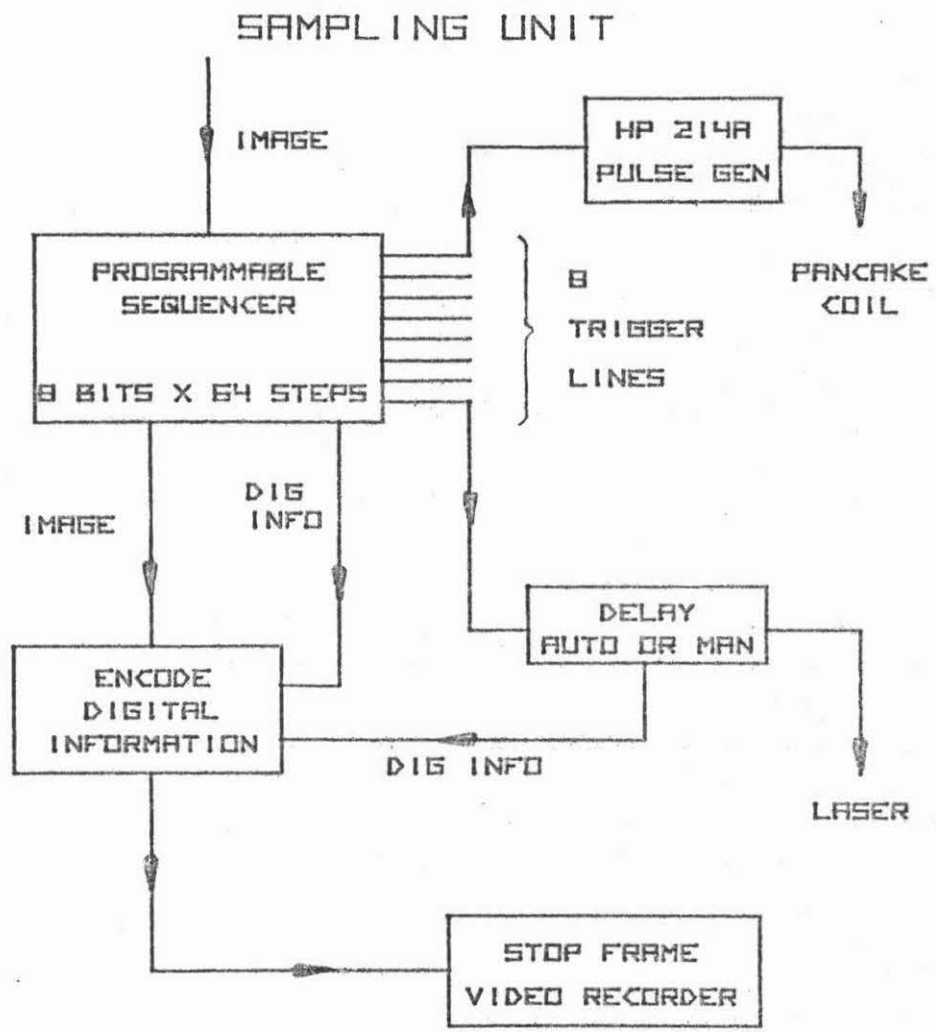 SAMPLING UNIT
IMAGE
HP 214A
PULSE GEN
PANCAKE
COIL
PROGRAMMABLE
SEQUENCER
8 BITS X 64 STEPS
8
TRIGGER
LINES
IMAGE
DIG
INFO
DELAY
AUTO OR MAN
ENCODE
DIGITAL
INFORMATION
DIG INFO
LASER
STOP FRAME
VIDEO RECORDER